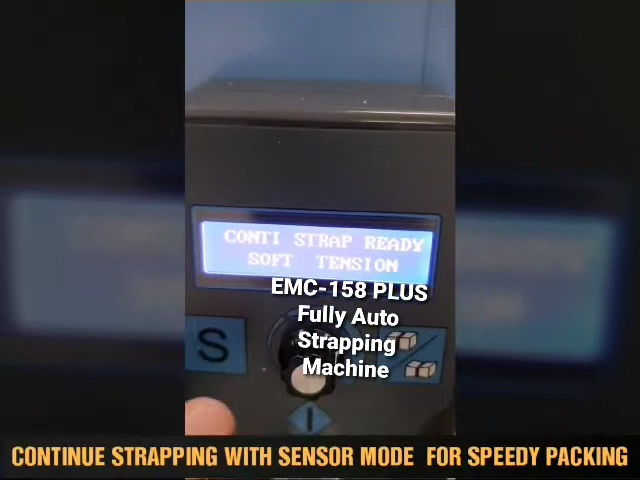 CONTI STRAP READY
SOFT TENSION
EMC-158 PLUS
Fully Auto
Strapping
Machine
S
I
CONTINUE STRAPPING WITH SENSOR MODE FOR SPEEDY PACKING